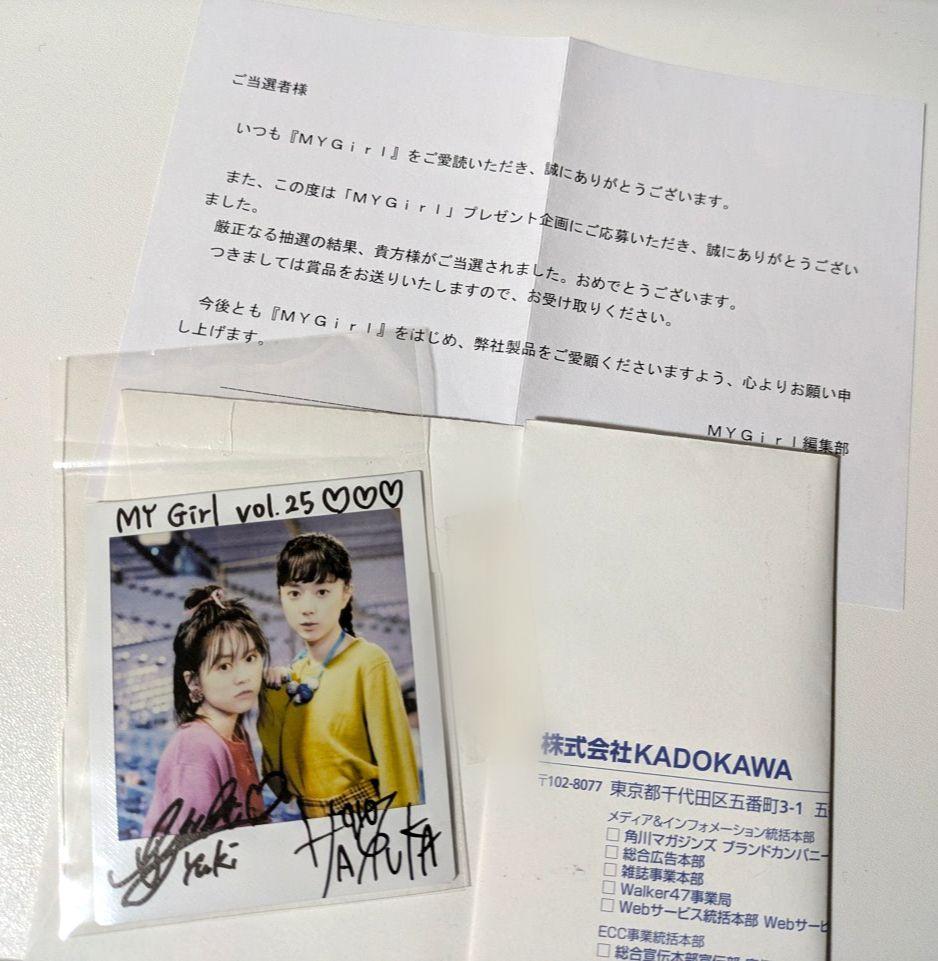 ご当選者様
いつも『ＭＹＧｉｒｌ』をご愛読いただき、誠にありがとうございます。
また、この度は「ＭＹＧｉｒｌ」プレゼント企画にご応募いただき、誠にありがとうござい
ました。
厳正なる抽選の結果、貴方様がご当選されました。おめでとうございます。
つきましては賞品をお送りいたしますので、お受け取りください。
今後とも『ＭＹＧｉｒｌ』をはじめ、弊社製品をご愛顧くださいますよう、心よりお願い申
し上げます。
ＭＹＧｉｒｌ編集部
MY Girl vol.25♡♡♡
Yuki
HARUKA
株式会社KADOKAWA
〒102-8077 東京都千代田区五番町3-1 五
メディア&インフォメーション統括本部
□ 角川マガジンズ ブランドカンパニー
□ 総合広告本部
□ 雑誌事業本部
□ Walker47事業局
□ Webサービス統括本部 Webサービ
ECC事業統括本部
□ 総合宣伝本部宣伝部